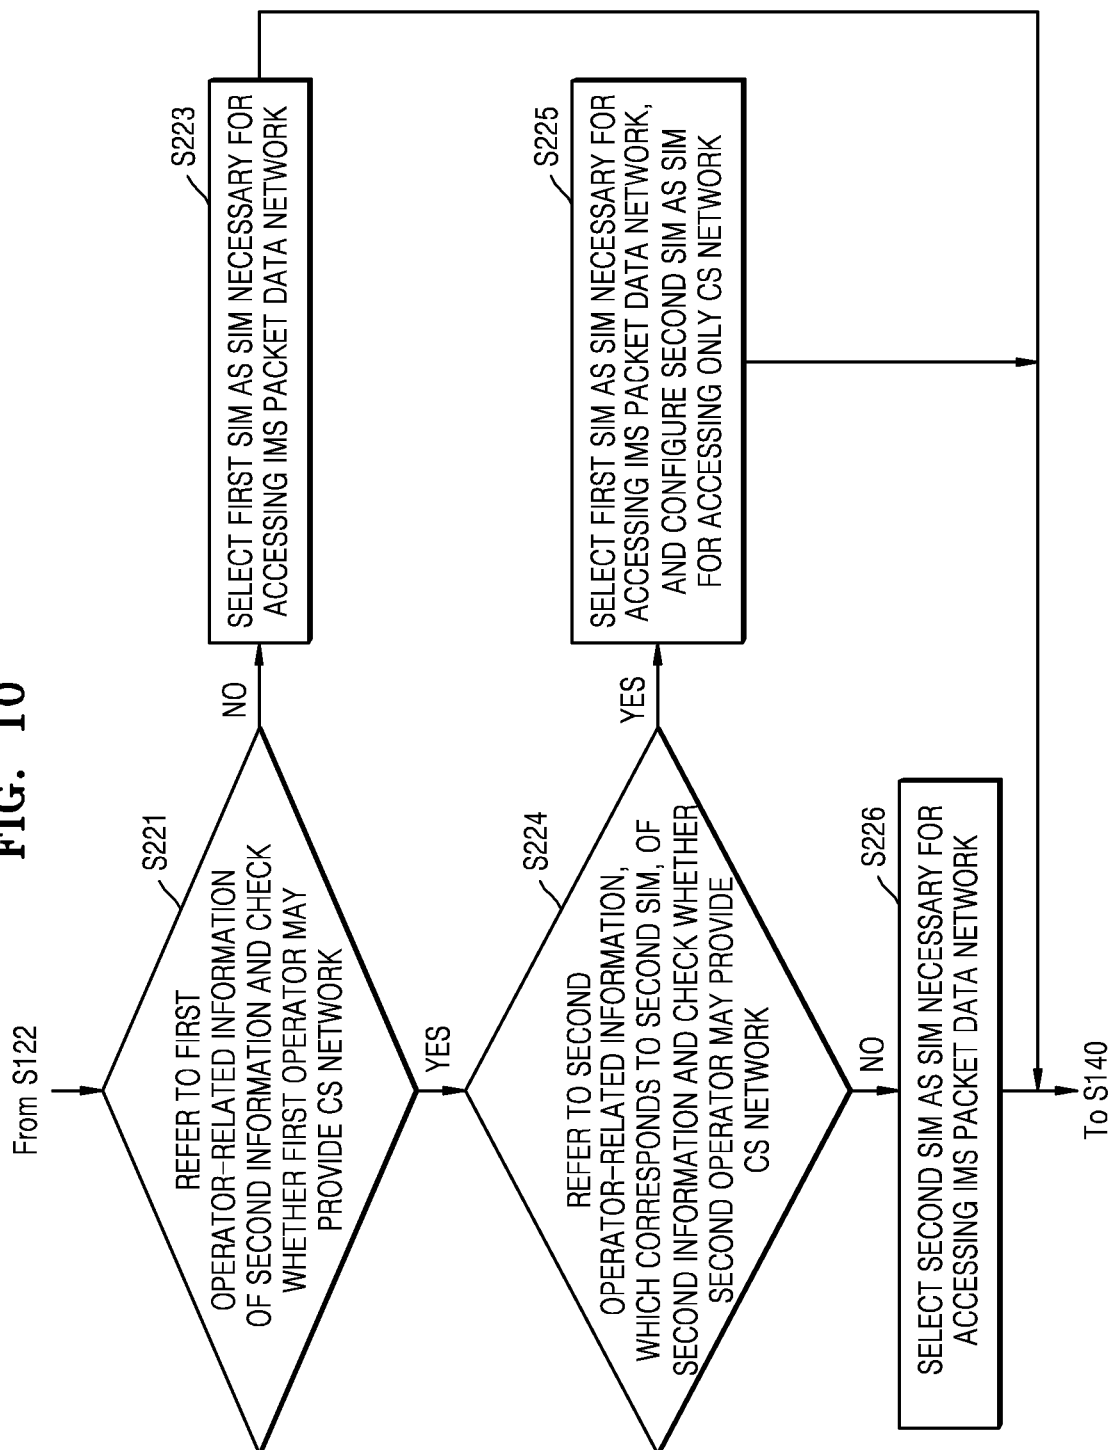 FIG. 10
From S122
S221
REFER TO FIRST
OPERATOR-RELATED INFORMATION
OF SECOND INFORMATION AND CHECK
WHETHER FIRST OPERATOR MAY
PROVIDE CS NETWORK
NO
S223
SELECT FIRST SIM AS SIM NECESSARY FOR
ACCESSING IMS PACKET DATA NETWORK
YES
S224
REFER TO SECOND
OPERATOR-RELATED INFORMATION,
WHICH CORRESPONDS TO SECOND SIM, OF
SECOND INFORMATION AND CHECK WHETHER
SECOND OPERATOR MAY PROVIDE
CS NETWORK
YES
S225
SELECT FIRST SIM AS SIM NECESSARY FOR
ACCESSING IMS PACKET DATA NETWORK,
AND CONFIGURE SECOND SIM AS SIM
FOR ACCESSING ONLY CS NETWORK
NO
S226
SELECT SECOND SIM AS SIM NECESSARY FOR
ACCESSING IMS PACKET DATA NETWORK
To S140